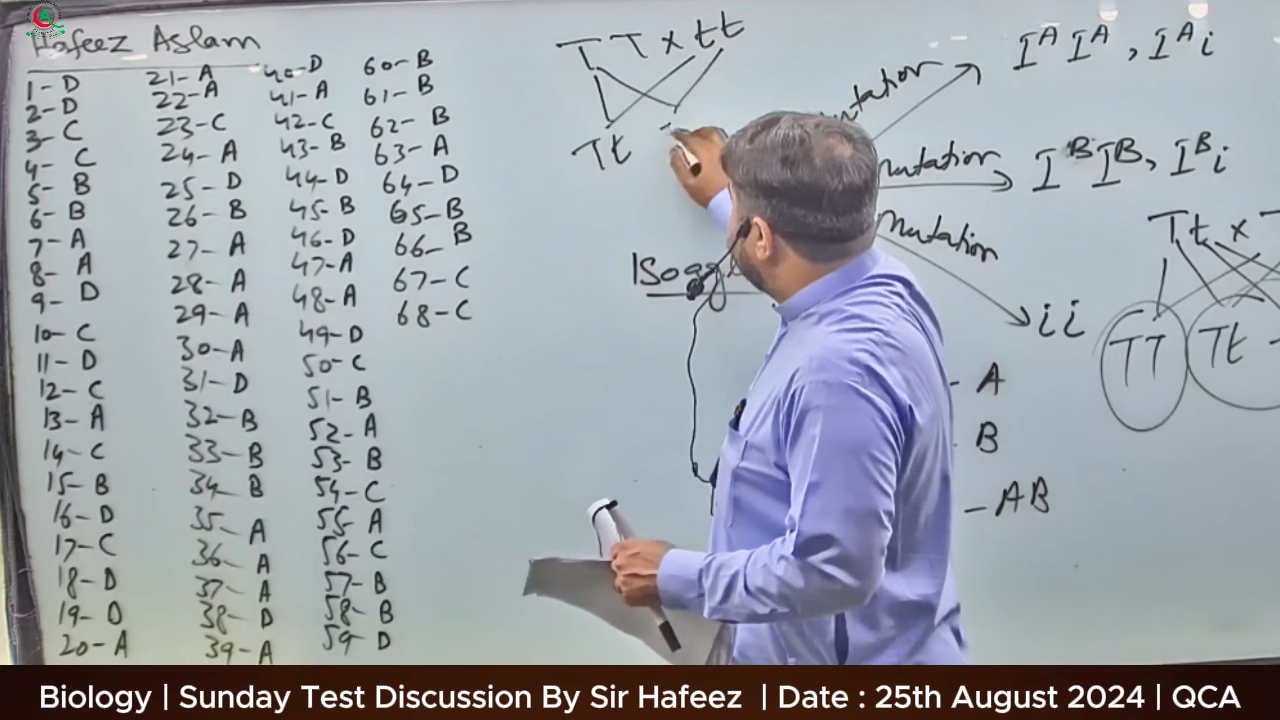 Hafeez Aslam
1- D
2- D
3- C
4- C
5- B
6- B
7- A
8- A
9- D
10- C
11- D
12- C
13- A
14- C
15- B
16- D
17- C
18- D
19- D
20- A
21- A
22- A
23- C
24- A
25- D
26- B
27- A
28- A
29- A
30- A
31- D
32- B
33- B
34- B
35- A
36- A
37- A
38- D
39- A
40- D
41- A
42- C
43- B
44- D
45- B
46- D
47- A
48- A
49- D
50- C
51- B
52- A
53- B
54- C
55- A
56- C
57- B
58- B
59- D
60- B
61- B
62- B
63- A
64- D
65- B
66- B
67- C
68- C
TT x tt
Tt
Mutation
I^A I^A , I^A i
Mutation
I^B I^B , I^B i
Mutation
ii
Tt x T
TT Tt
- A
- B
- AB
Biology | Sunday Test Discussion By Sir Hafeez | Date : 25th August 2024 | QCA